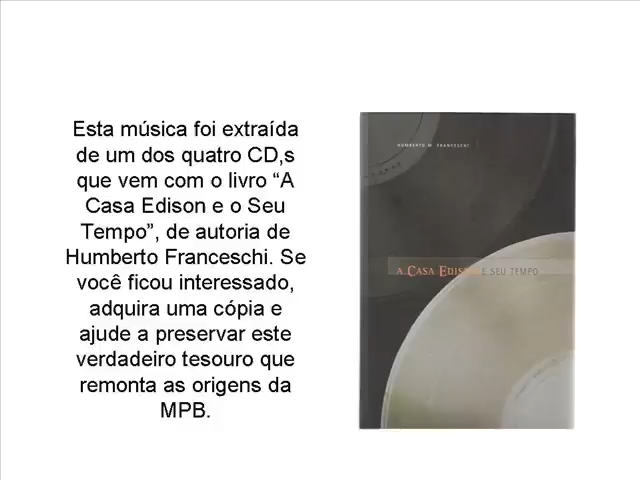 Esta música foi extraída
de um dos quatro CD,s
que vem com o livro “A
Casa Edison e o Seu
Tempo”, de autoria de
Humberto Franceschi. Se
você ficou interessado,
adquira uma cópia e
ajude a preservar este
verdadeiro tesouro que
remonta as origens da
MPB.
HUMBERTO M. FRANCESCHI
A CASA EDISON E SEU TEMPO